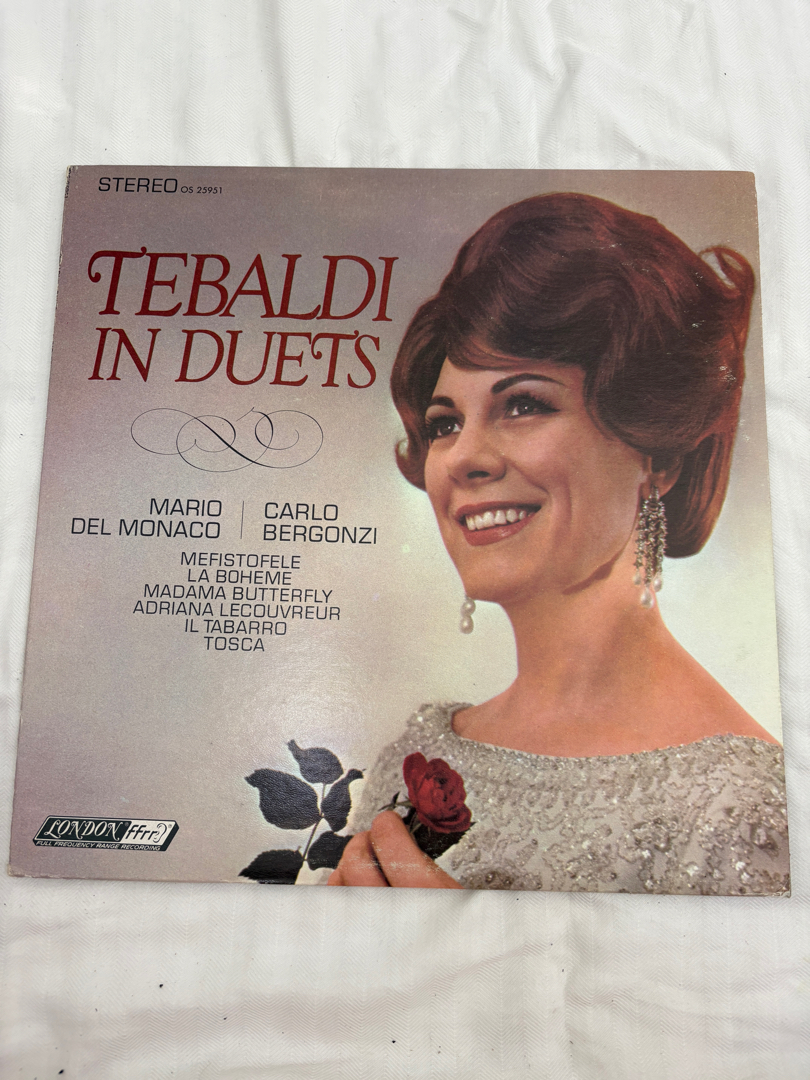 STEREO OS 25951
TEBALDI
IN DUETS
MARIO
DEL MONACO
CARLO
BERGONZI
MEFISTOFELE
LA BOHEME
MADAMA BUTTERFLY
ADRIANA LECOUVREUR
IL TABARRO
TOSCA
LONDON ffrr
FULL FREQUENCY RANGE RECORDING